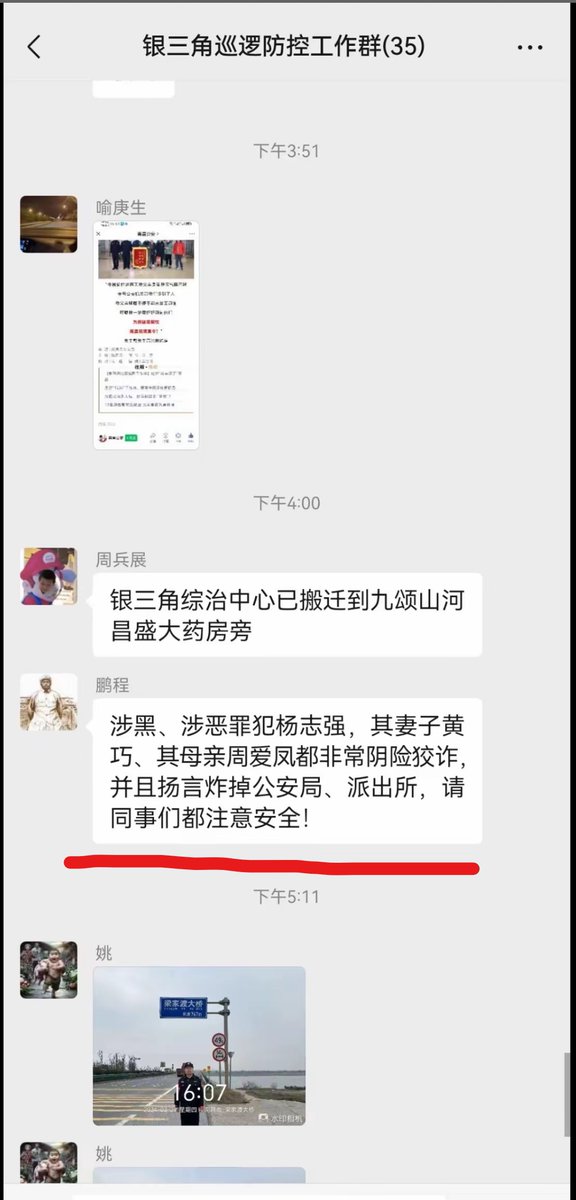 银三角巡逻防控工作群(35)
下午3:51
喻庚生
下午4:00
周兵展
银三角综治中心已搬迁到九颂山河
昌盛大药房旁
鹏程
涉黑、涉恶罪犯杨志强，其妻子黄
巧、其母亲周爱凤都非常阴险狡诈，
并且扬言炸掉公安局、派出所，请
同事们都注意安全！
下午5:11
姚
梁家渡大桥
16:07
水印相机
姚